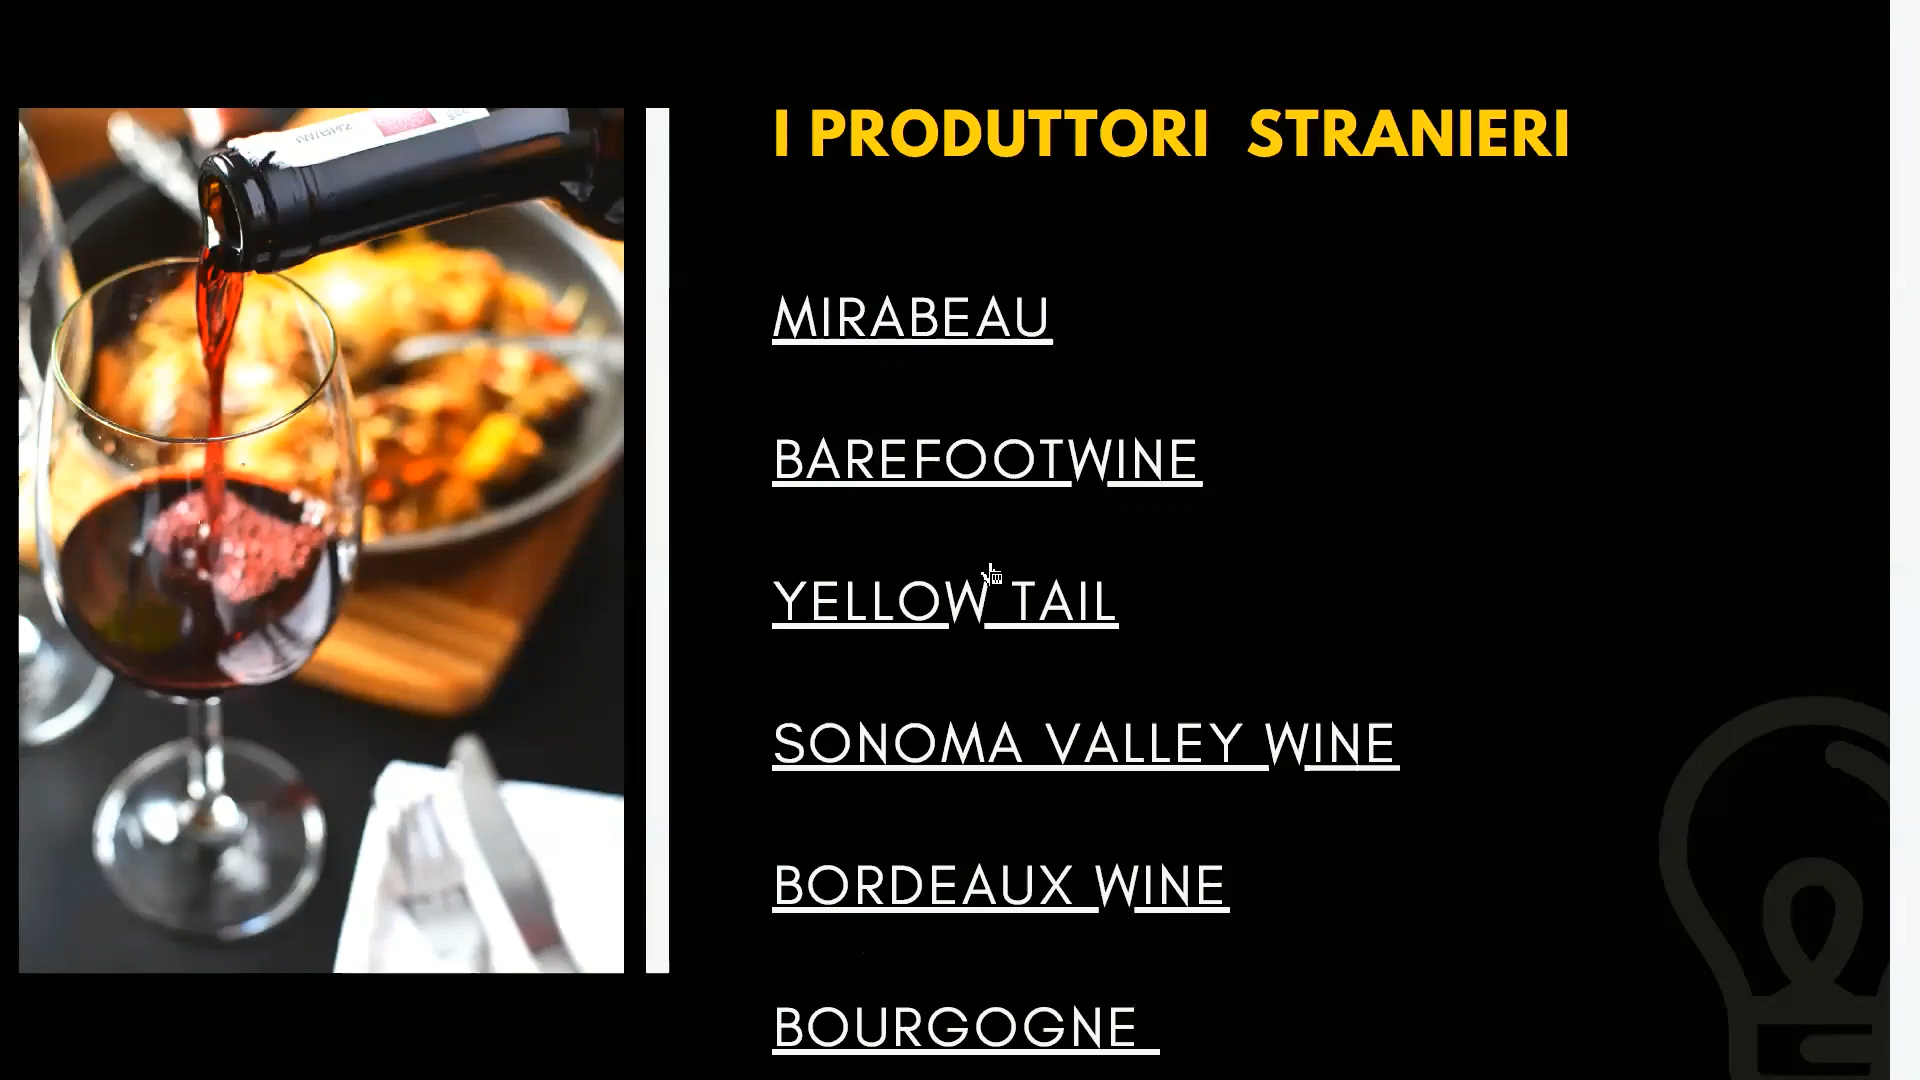 I PRODUTTORI STRANIERI
MIRABEAU
BAREFOOTWINE
YELLOW TAIL
SONOMA VALLEY WINE
BORDEAUX WINE
BOURGOGNE